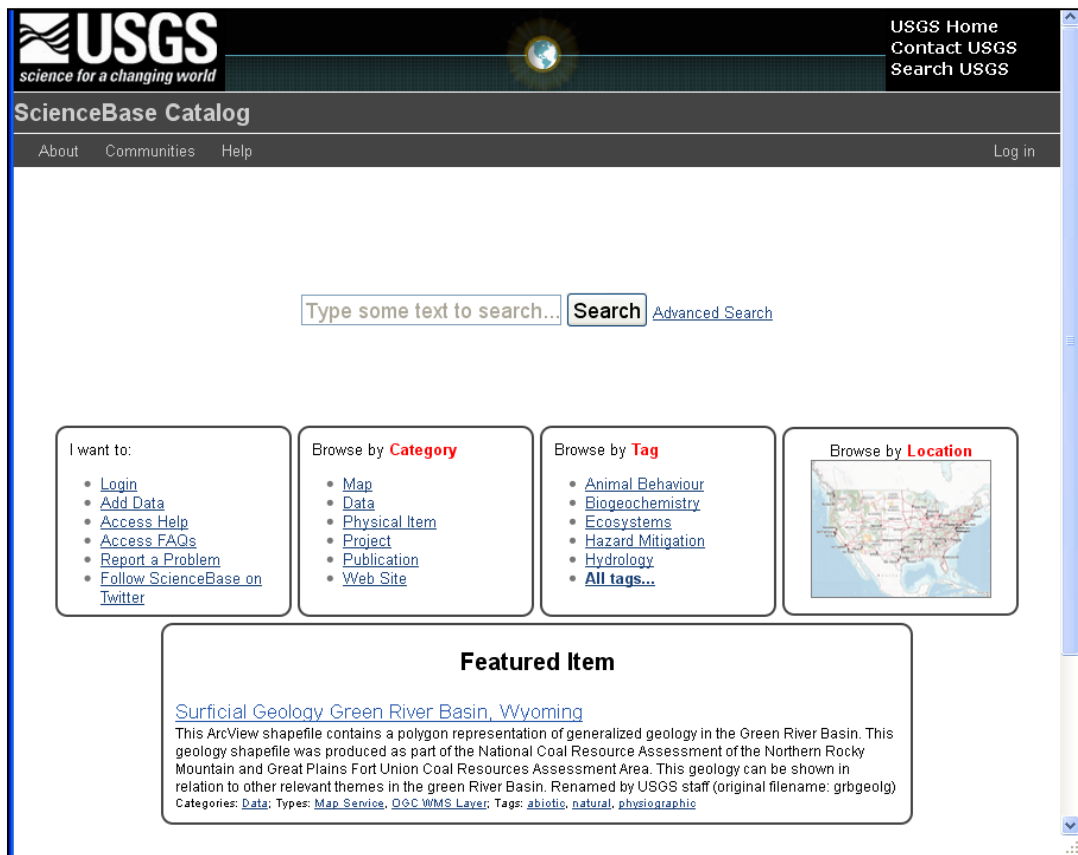 USGS
science for a changing world
USGS Home
Contact USGS
Search USGS
ScienceBase Catalog
About Communities Help Log in
Type some text to search... Search Advanced Search
I want to:
Login
Add Data
Access Help
Access FAQs
Report a Problem
Follow ScienceBase on
Twitter
Browse by Category
Map
Data
Physical Item
Project
Publication
Web Site
Browse by Tag
Animal Behaviour
Biogeochemistry
Ecosystems
Hazard Mitigation
Hydrology
All tags...
Browse by Location
Featured Item
Surficial Geology Green River Basin, Wyoming
This ArcView shapefile contains a polygon representation of generalized geology in the Green River Basin. This
geology shapefile was produced as part of the National Coal Resource Assessment of the Northern Rocky
Mountain and Great Plains Fort Union Coal Resources Assessment Area. This geology can be shown in
relation to other relevant themes in the green River Basin. Renamed by USGS staff (original filename: grbgeolg)
Categories: Data; Types: Map Service, OGC WMS Layer; Tags: abiotic, natural, physiographic